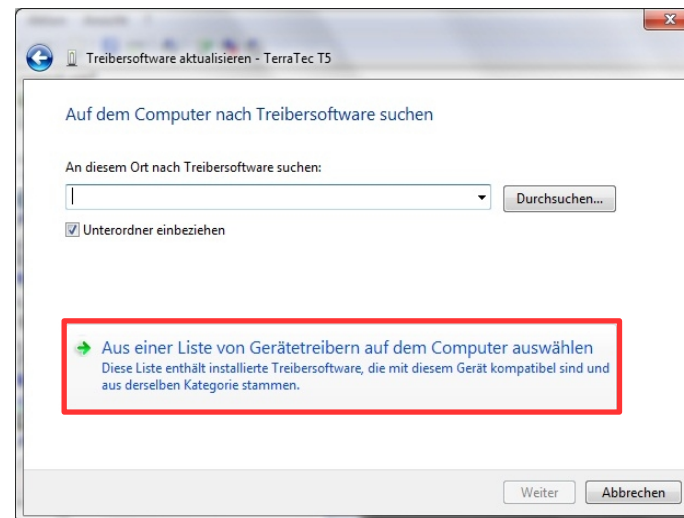 Treibersoftware aktualisieren - TerraTec T5
Auf dem Computer nach Treibersoftware suchen
An diesem Ort nach Treibersoftware suchen:
Durchsuchen...
Unterordner einbeziehen
Aus einer Liste von Gerätetreibern auf dem Computer auswählen
Diese Liste enthält installierte Treibersoftware, die mit diesem Gerät kompatibel sind und
aus derselben Kategorie stammen.
Weiter
Abbrechen